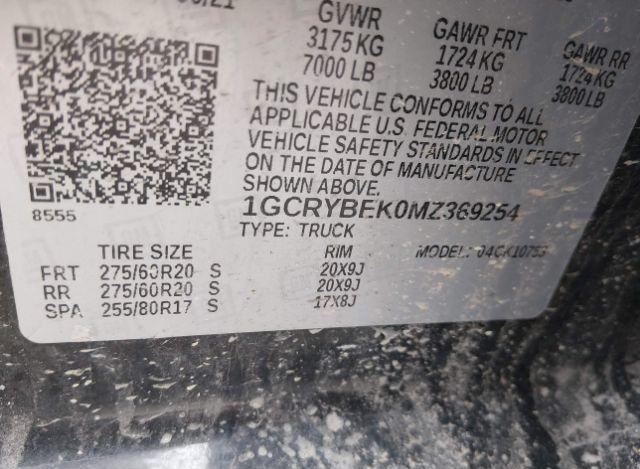 GVWR
3175 KG
7000 LB
GAWR FRT
1724 KG
3800 LB
GAWR RR
1724 KG
3800 LB
THIS VEHICLE CONFORMS TO ALL
APPLICABLE U.S. FEDERAL MOTOR
VEHICLE SAFETY STANDARDS IN EFFECT
ON THE DATE OF MANUFACTURE
SHOWN ABOVE.
8555
1GCRYBEK0MZ369254
TYPE: TRUCK
TIRE SIZE RIM MODEL: 04CK10753
FRT 275/60R20 S 20X9J
RR 275/60R20 S 20X9J
SPA 255/80R17 S 17X8J